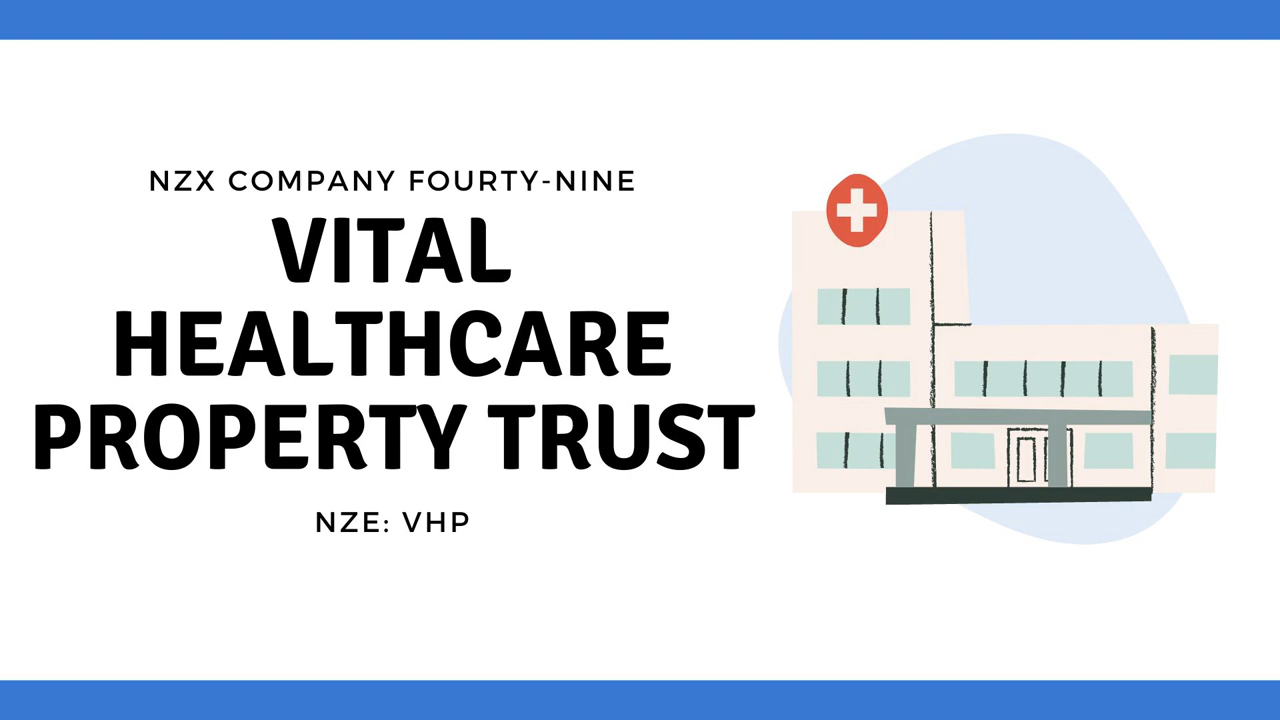 NZX COMPANY FOURTY-NINE
VITAL
HEALTHCARE
PROPERTY TRUST
NZE: VHP